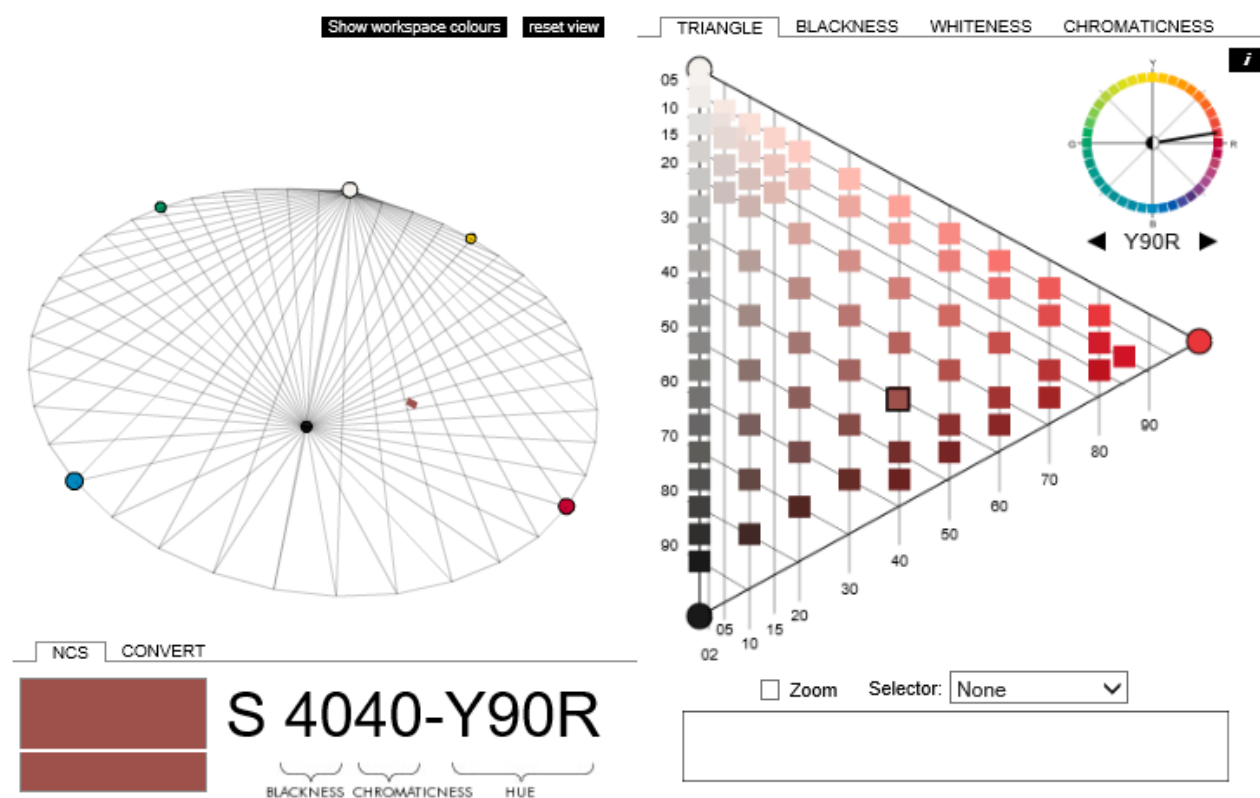 Show workspace colours reset view
TRIANGLE BLACKNESS WHITENESS CHROMATICNESS
i
05
10
15
20
30
40
50
60
70
80
90
Y
G
R
B
Y90R
90
80
70
60
50
40
30
20
15
10
05
02
NCS CONVERT
S 4040-Y90R
BLACKNESS CHROMATICNESS HUE
Zoom Selector: None